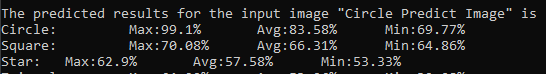 The predicted results for the input image "Circle Predict Image" is
Circle: Max:99.1% Avg:83.58% Min:69.77%
Square: Max:70.08% Avg:66.31% Min:64.86%
Star: Max:62.9% Avg:57.58% Min:53.33%